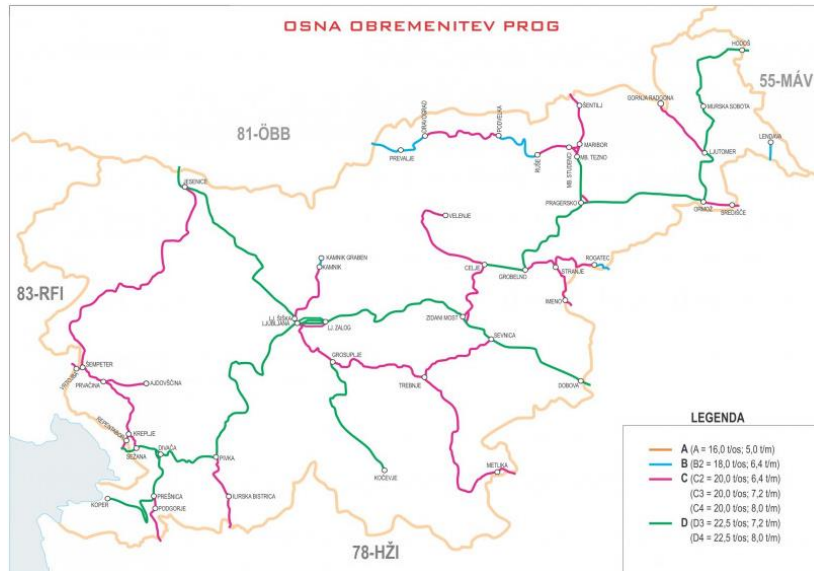 OSNA OBREMENITEV PROG
HODOŠ
55-MÁV
GORNJA RADGONA
MURSKA SOBOTA
ŠENTILJ
81-ÖBB
DRAVOGRAD
PODVELKA
LENDAVA
PREVALJE
MARIBOR
RUŠE
MB. STUDENCI
MB. TEZNO
LJUTOMER
JESENICE
PRAGERSKO
ORMOŽ
SREDIŠČE
VELENJE
KAMNIK GRABEN
KAMNIK
CELJE
GROBELNO
STRANJE
ROGATEC
83-RFI
IMENO
LJ. ŠIŠKA
LJUBLJANA
LJ. ZALOG
ZIDANI MOST
SEVNICA
GROSUPLJE
ŠEMPETER
VRTOJBA
PRVAČINA
AJDOVŠČINA
TREBNJE
DOBOVA
REPENTABOR
KREPLJE
SEŽANA
DIVAČA
PIVKA
KOČEVJE
METLIKA
KOPER
PREŠNICA
PODGORJE
ILIRSKA BISTRICA
78-HŽI
LEGENDA
A (A = 16,0 t/os; 5,0 t/m)
B (B2 = 18,0 t/os; 6,4 t/m)
C (C2 = 20,0 t/os; 6,4 t/m)
(C3 = 20,0 t/os; 7,2 t/m)
(C4 = 20,0 t/os; 8,0 t/m)
D (D3 = 22,5 t/os; 7,2 t/m)
(D4 = 22,5 t/os; 8,0 t/m)